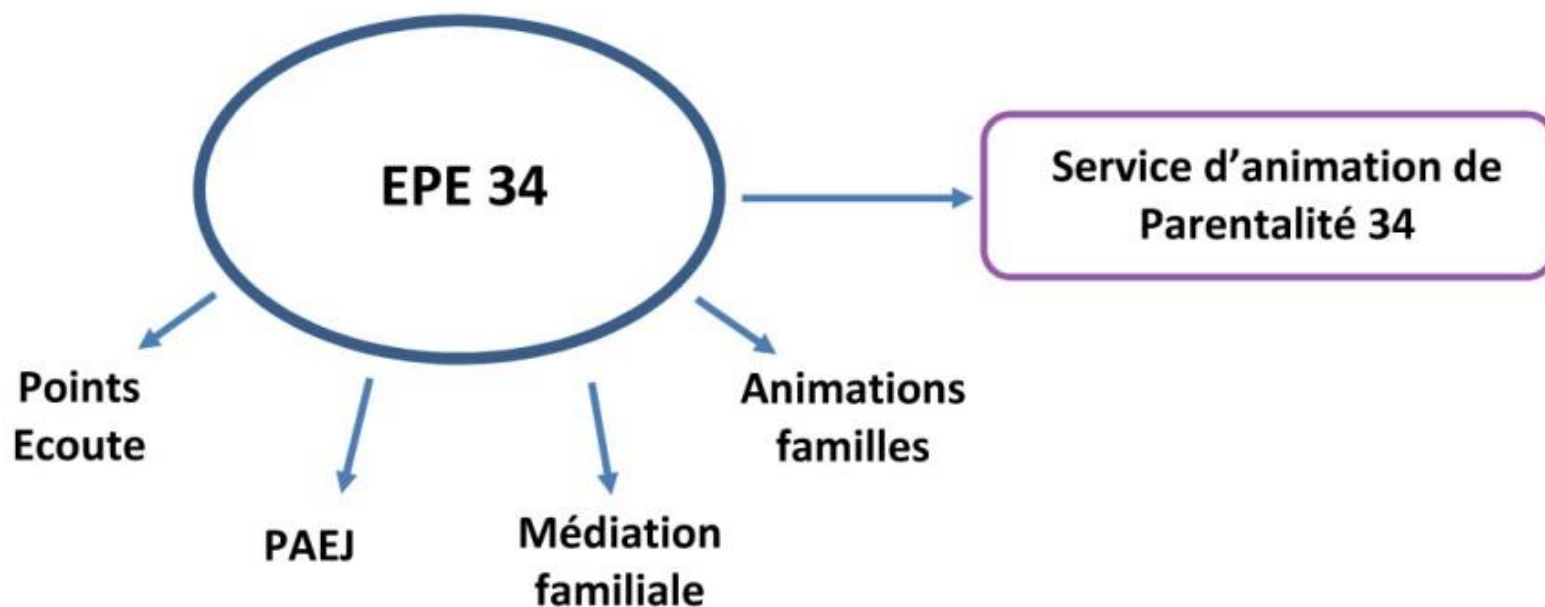 EPE 34
Service d’animation de
Parentalité 34
Points
Ecoute
PAEJ
Médiation
familiale
Animations
familles